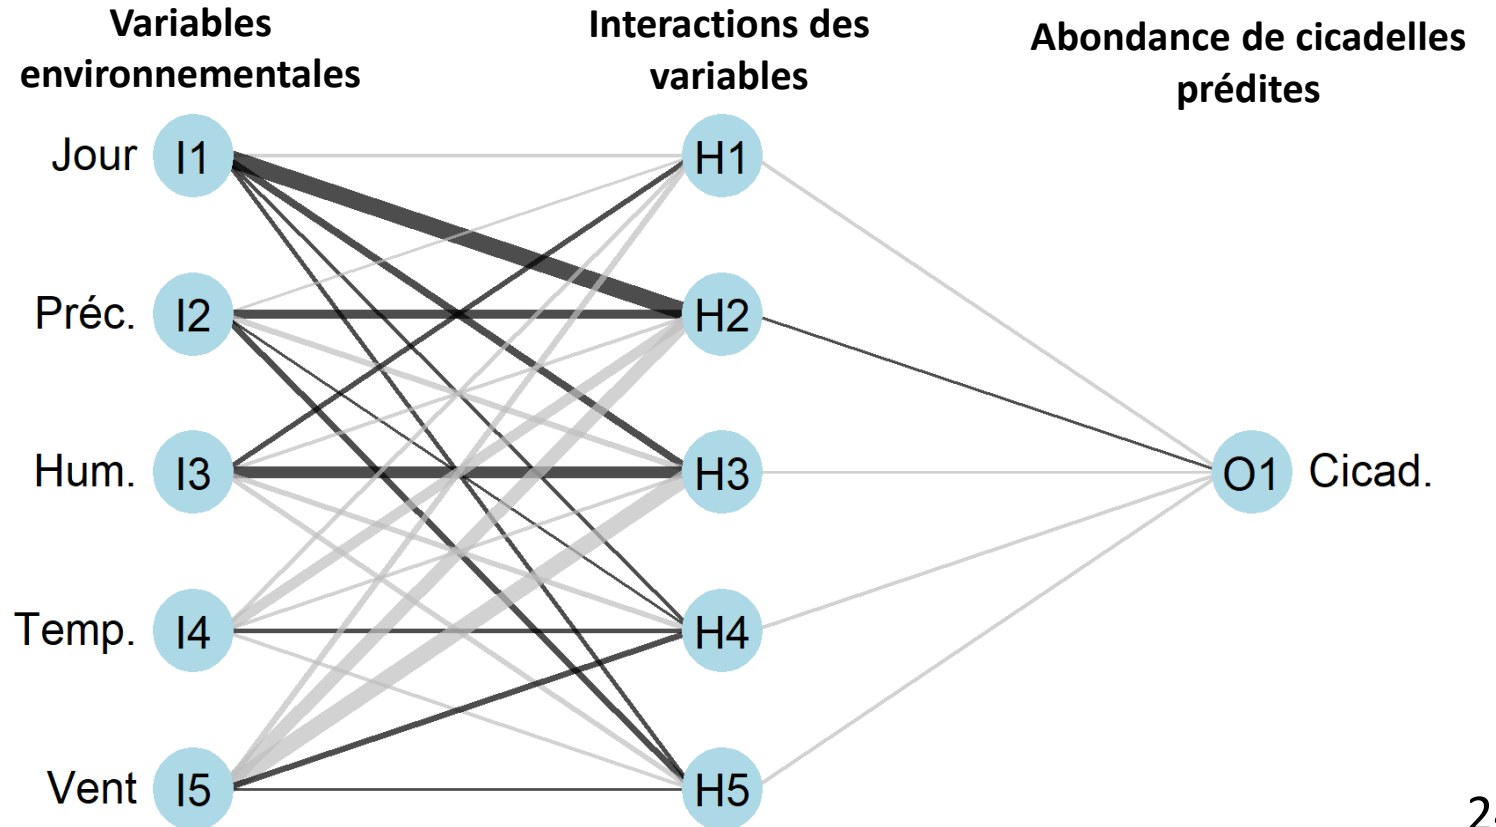 Variables
environnementales
Interactions des
variables
Abondance de cicadelles
prédites
Jour I1 H1
Préc. I2 H2
Hum. I3 H3 O1 Cicad.
Temp. I4 H4
Vent I5 H5